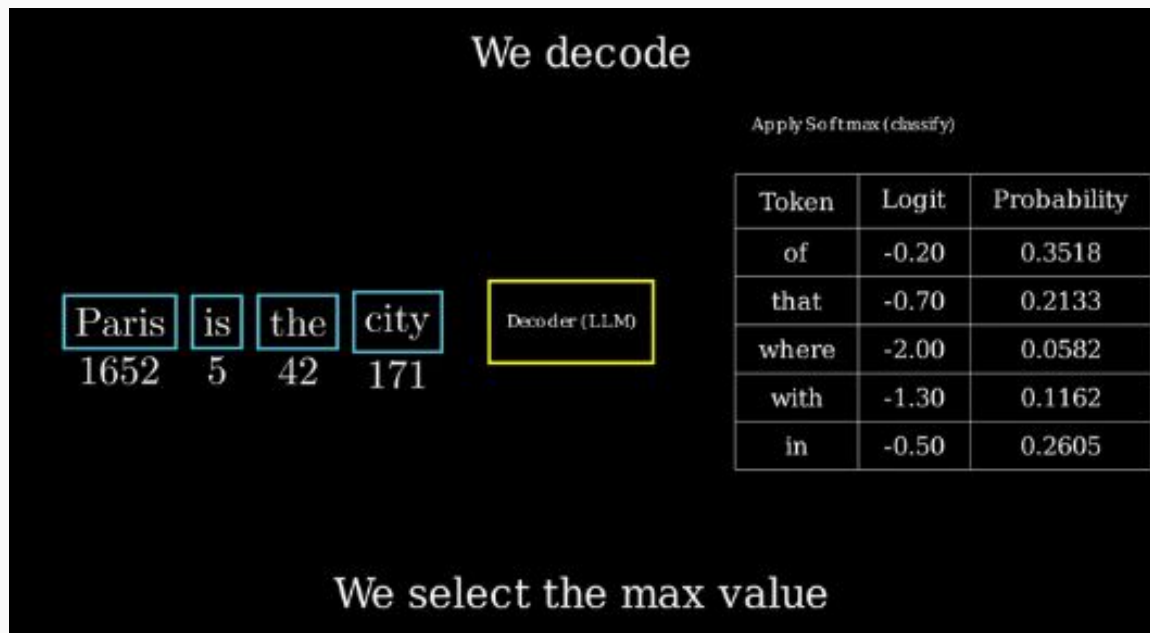 We decode
Apply Softmax (classify)
Token Logit Probability
of -0.20 0.3518
that -0.70 0.2133
where -2.00 0.0582
with -1.30 0.1162
in -0.50 0.2605
Paris is the city
1652 5 42 171
Decoder (LLM)
We select the max value